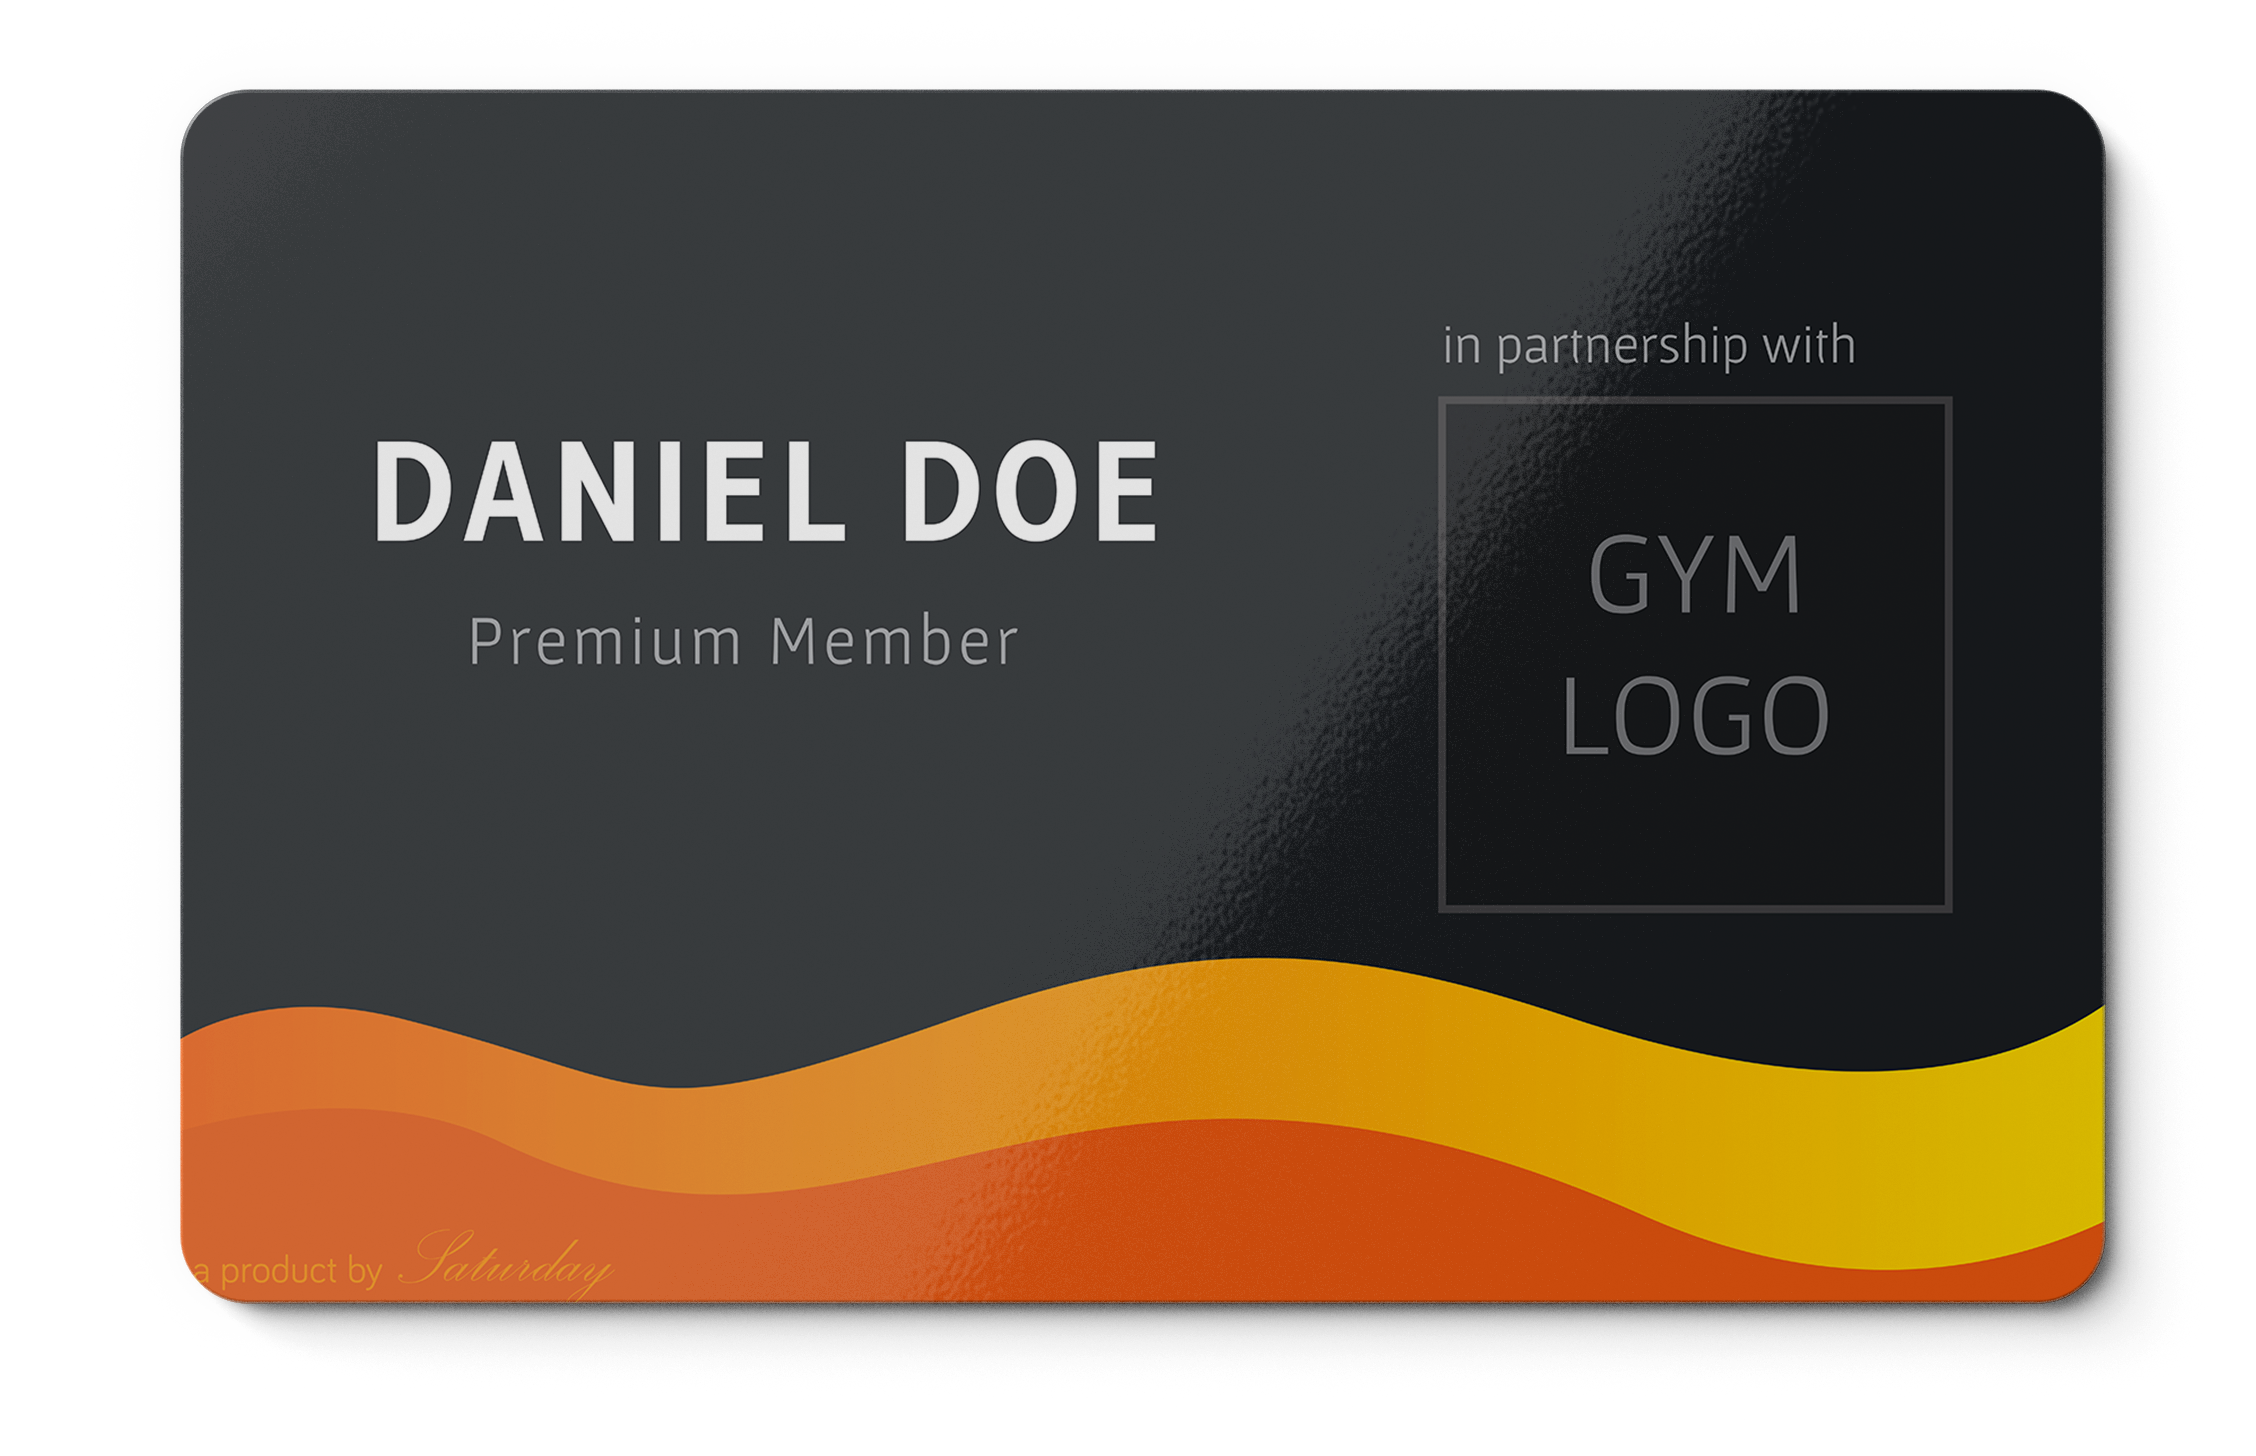 in partnership with
DANIEL DOE
Premium Member
GYM
LOGO
a product by Saturday